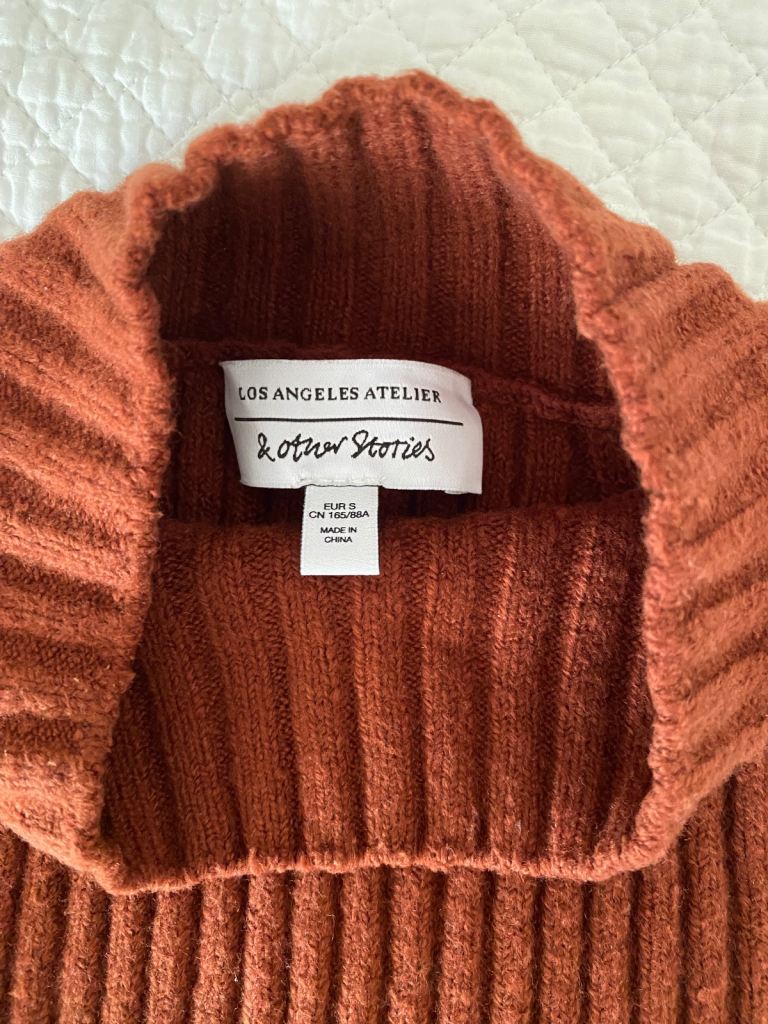 LOS ANGELES ATELIER
& other Stories
EUR S
CN 165/88A
MADE IN
CHINA